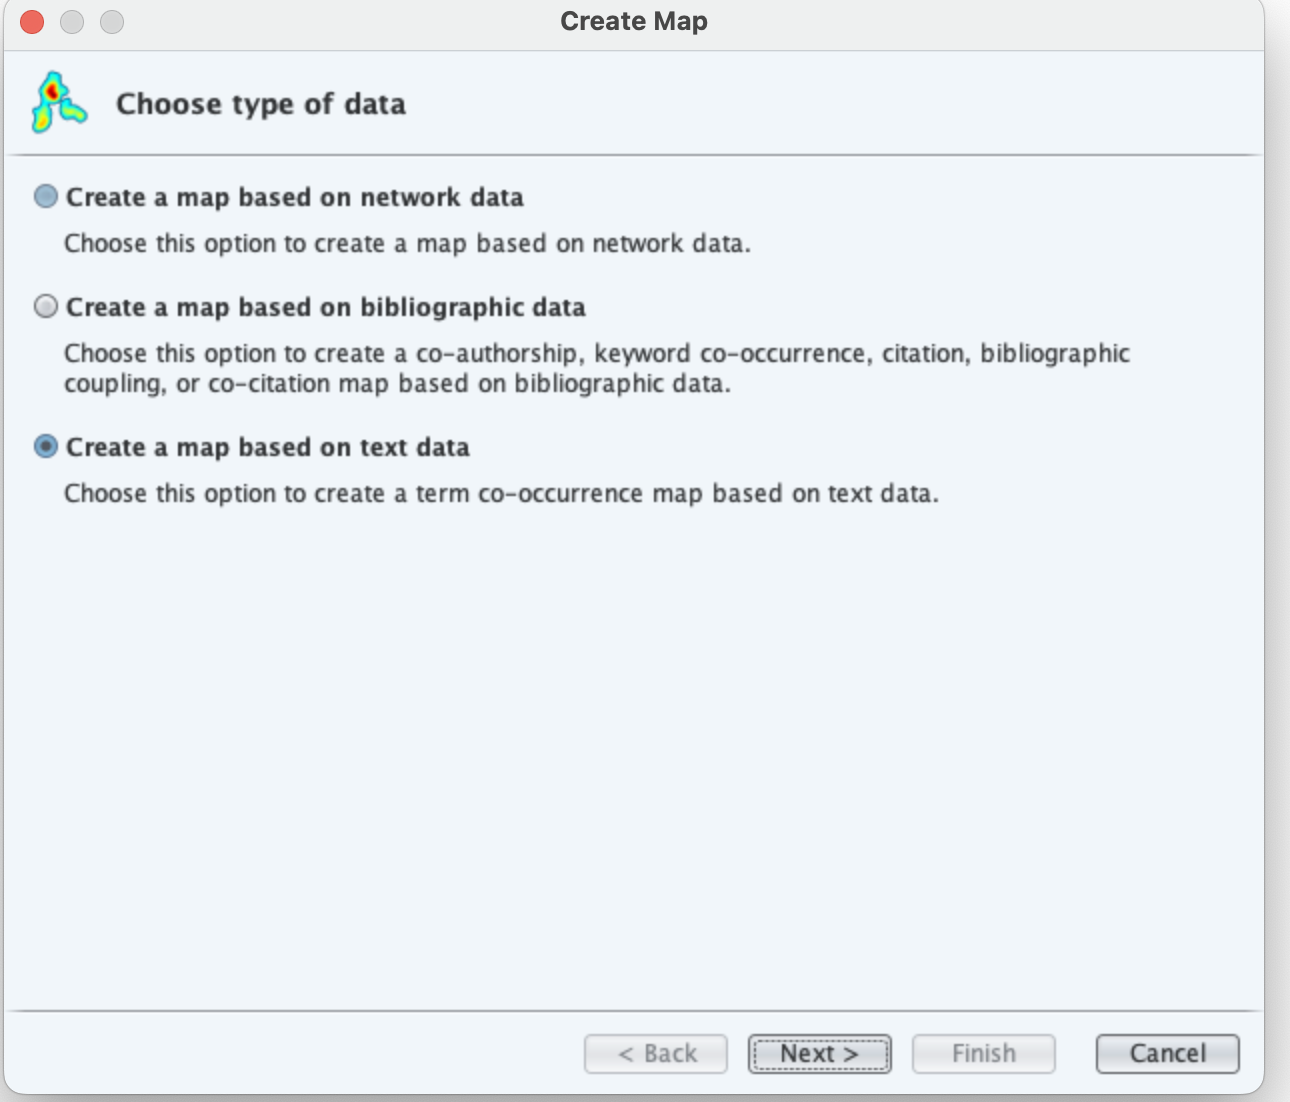 Create Map
Choose type of data
Create a map based on network data
Choose this option to create a map based on network data.
Create a map based on bibliographic data
Choose this option to create a co-authorship, keyword co-occurrence, citation, bibliographic
coupling, or co-citation map based on bibliographic data.
Create a map based on text data
Choose this option to create a term co-occurrence map based on text data.
< Back
Next >
Finish
Cancel